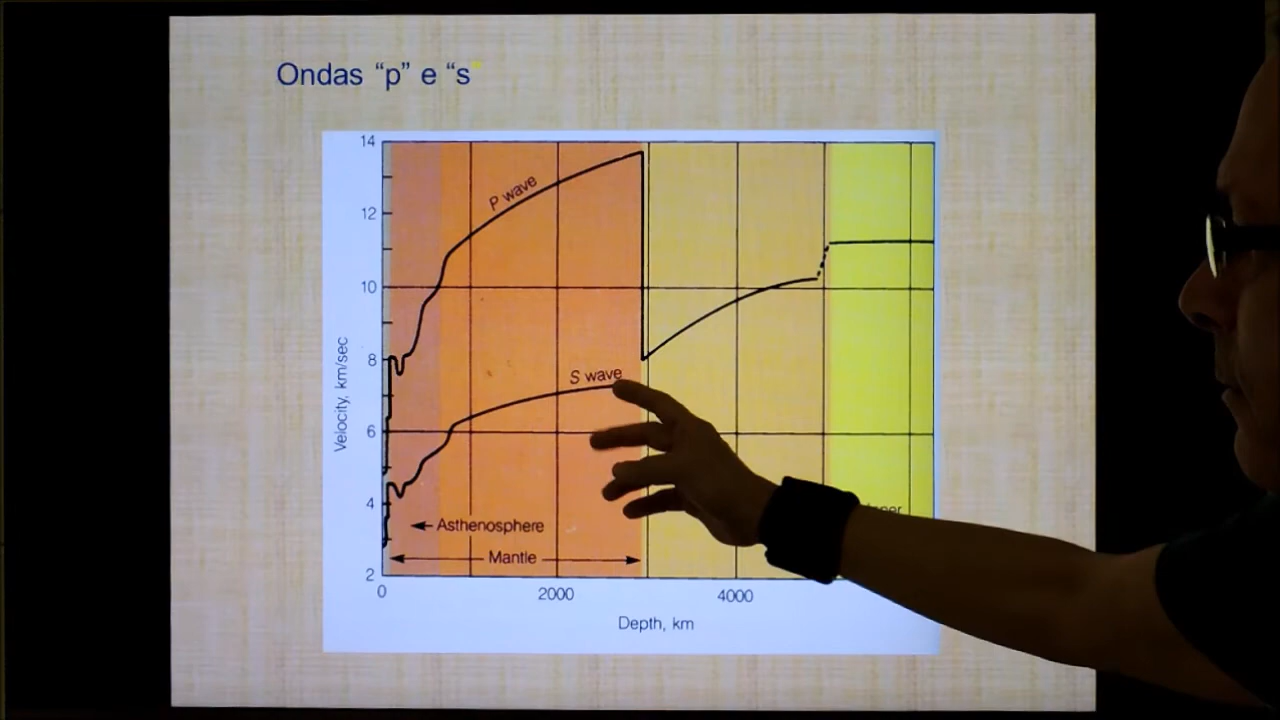 Ondas “p” e “s
14
12
10
8
6
4
2
Velocity, km/sec
P wave
S wave
Asthenosphere
Mantle
0
2000
4000
Depth, km